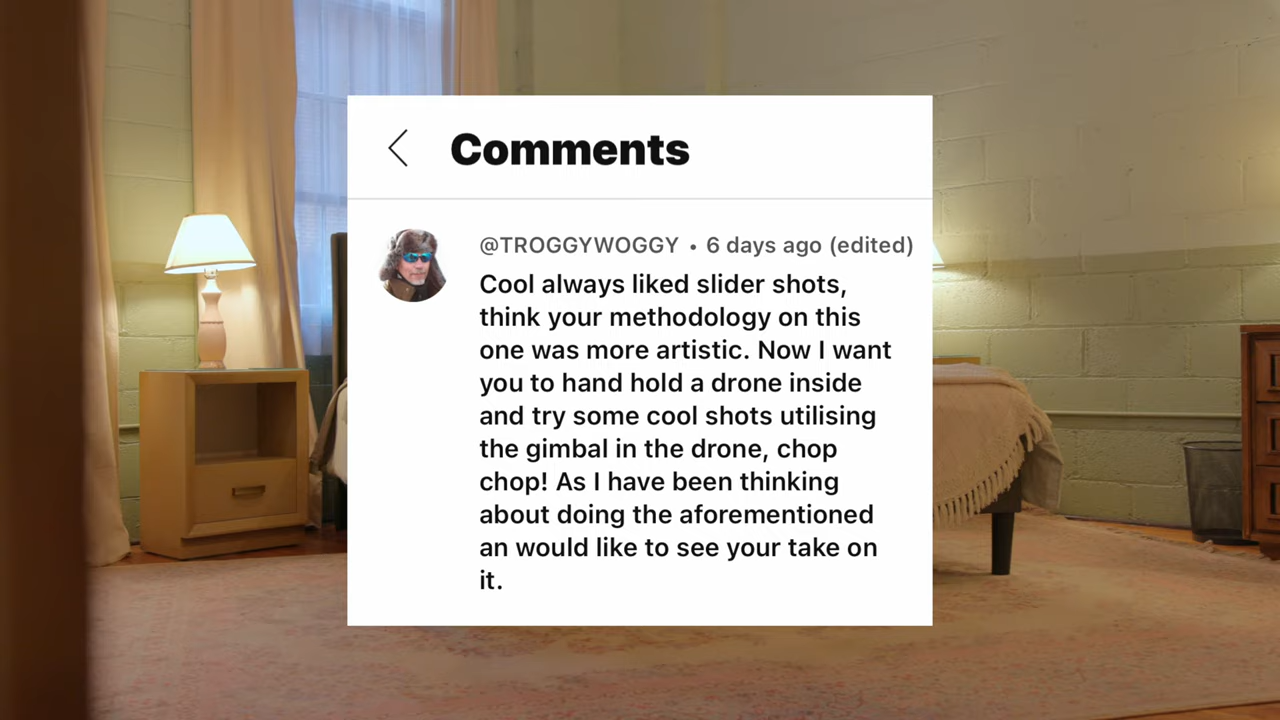 Comments
@TROGGYWOGGY • 6 days ago (edited)
Cool always liked slider shots,
think your methodology on this
one was more artistic. Now I want
you to hand hold a drone inside
and try some cool shots utilising
the gimbal in the drone, chop
chop! As I have been thinking
about doing the aforementioned
an would like to see your take on
it.